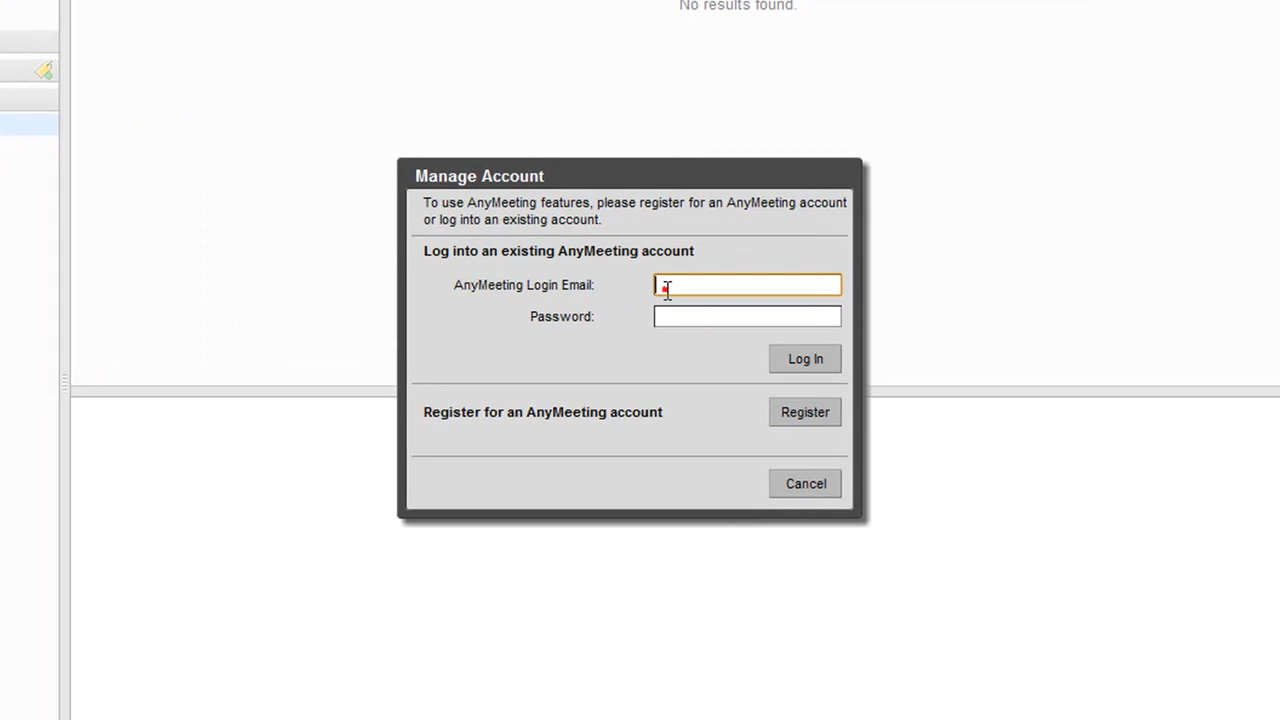 No results found.
Manage Account
To use AnyMeeting features, please register for an AnyMeeting account
or log into an existing account.
Log into an existing AnyMeeting account
AnyMeeting Login Email:
Password:
Log In
Register for an AnyMeeting account
Register
Cancel